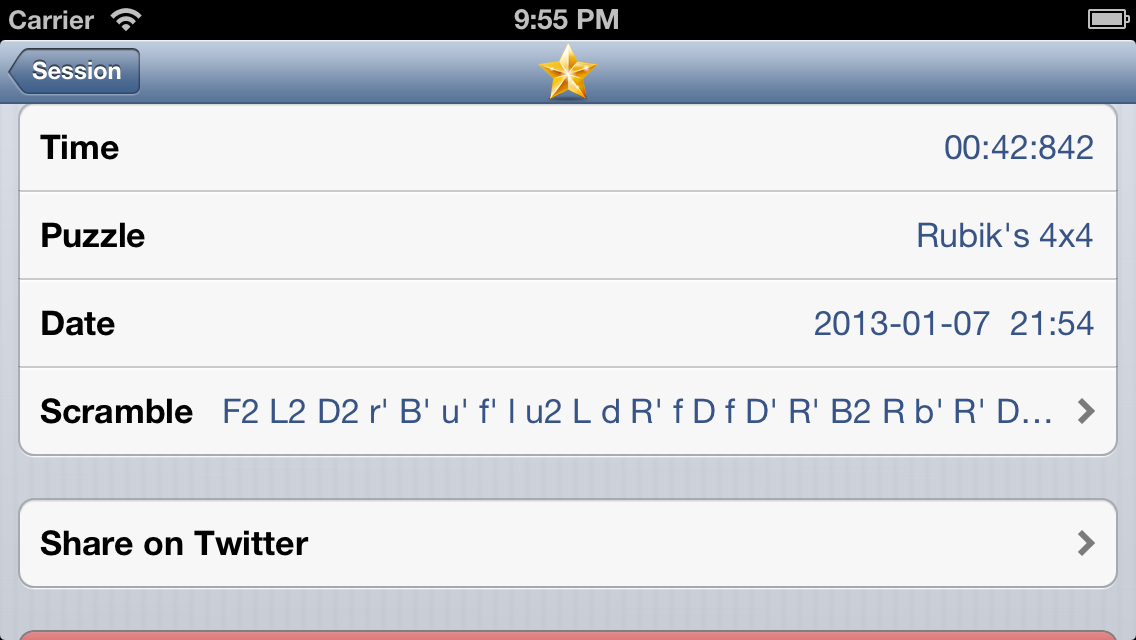 Carrier 9:55 PM
Session
Time 00:42:842
Puzzle Rubik's 4x4
Date 2013-01-07 21:54
Scramble F2 L2 D2 r' B' u' f' l u2 L d R' f D f D' R' B2 R b' R' D...
Share on Twitter